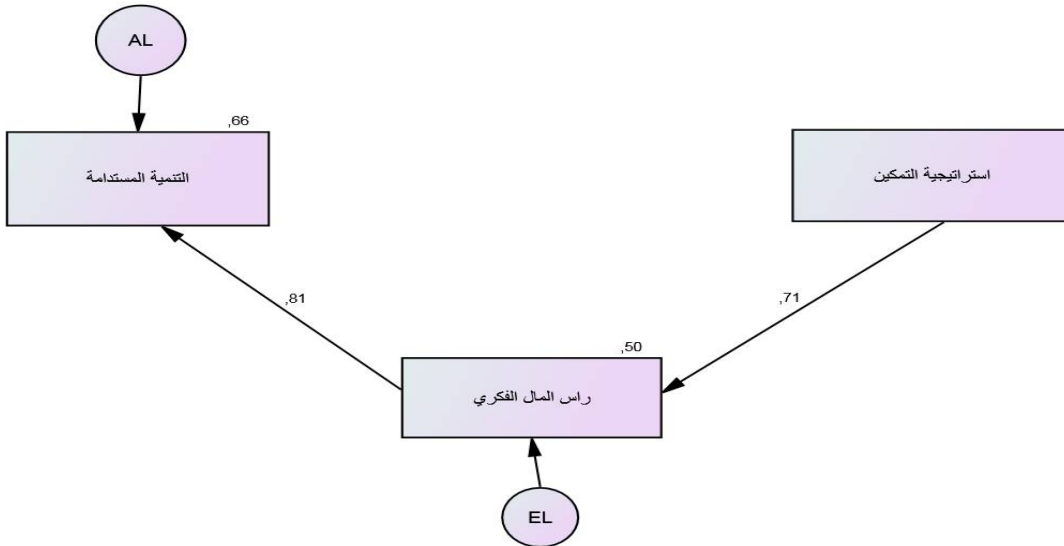 AL
,66
التنمية المستدامة
استراتيجية التمكين
,81
,71
,50
راس المال الفكري
EL